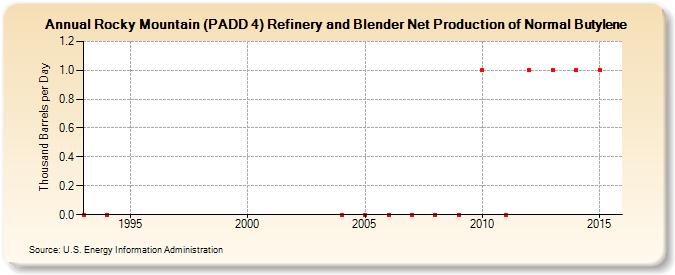 Annual Rocky Mountain (PADD 4) Refinery and Blender Net Production of Normal Butylene
Thousand Barrels per Day
1.2
1.0
0.8
0.6
0.4
0.2
0.0
1995 2000 2005 2010 2015
Source: U.S. Energy Information Administration